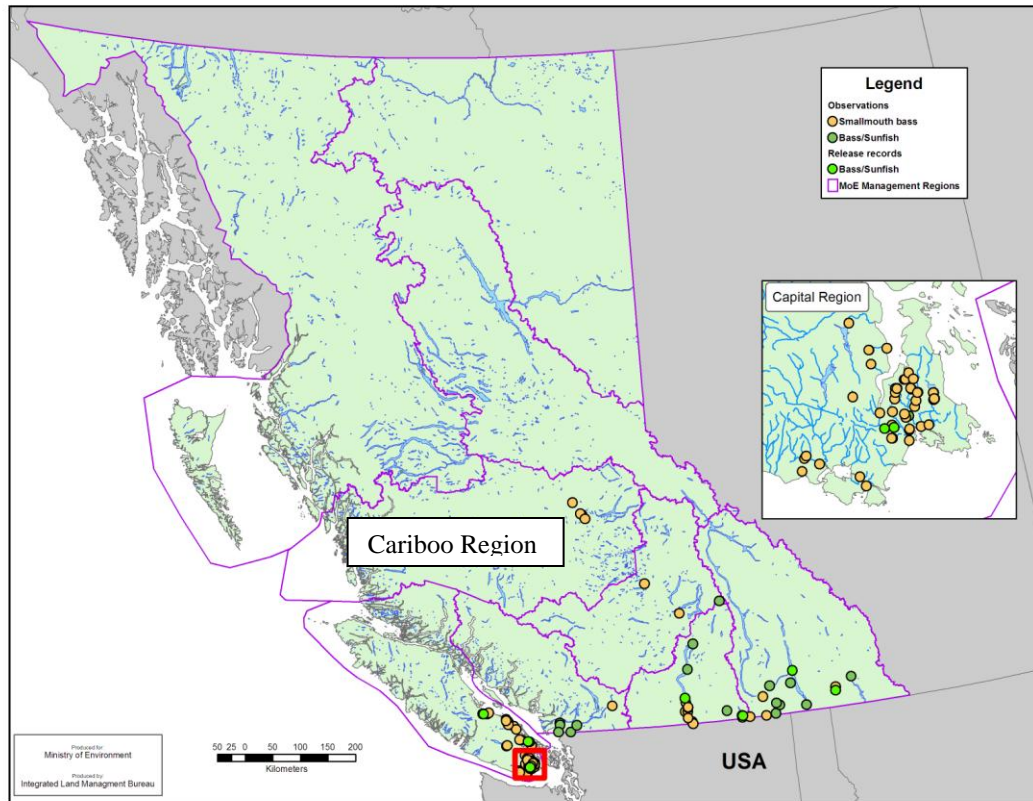 Legend
Observations
Smallmouth bass
Bass/Sunfish
Release records
Bass/Sunfish
MoE Management Regions
Capital Region
Cariboo Region
USA
Produced for:
Ministry of Environment
Produced by:
Integrated Land Managment Bureau
50 25 0 50 100 150 200
Kilometers